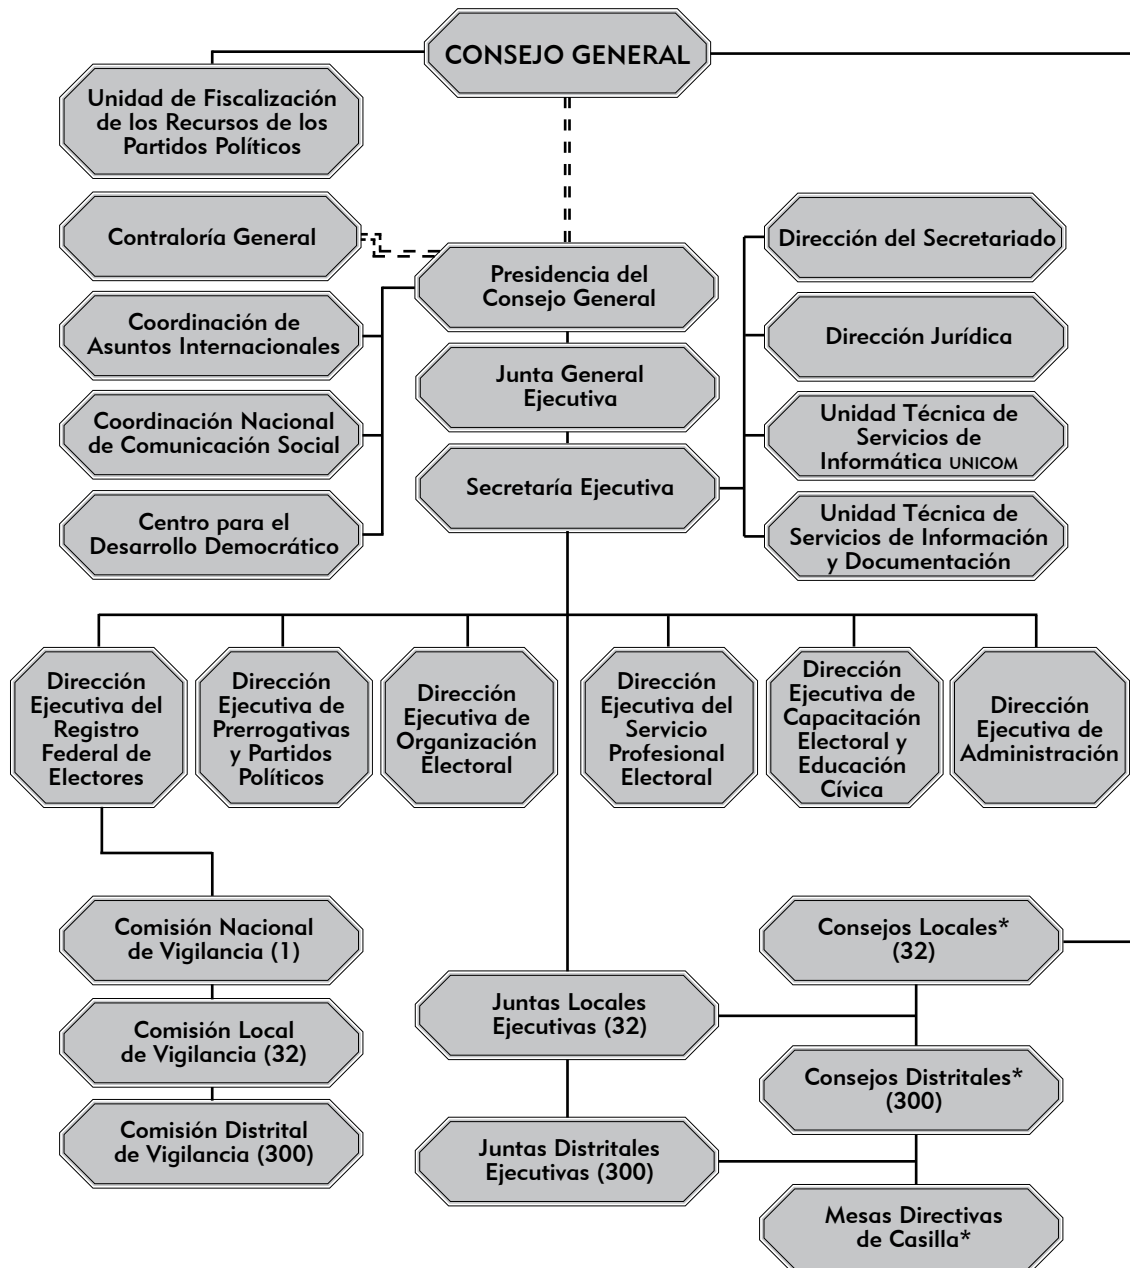 CONSEJO GENERAL
Unidad de Fiscalización
de los Recursos de los
Partidos Políticos
Contraloría General
Coordinación de
Asuntos Internacionales
Coordinación Nacional
de Comunicación Social
Centro para el
Desarrollo Democrático
Presidencia del
Consejo General
Junta General
Ejecutiva
Secretaría Ejecutiva
Dirección del Secretariado
Dirección Jurídica
Unidad Técnica de
Servicios de
Informática UNICOM
Unidad Técnica de
Servicios de Información
y Documentación
Dirección
Ejecutiva del
Registro
Federal de
Electores
Dirección
Ejecutiva de
Prerrogativas
y Partidos
Políticos
Dirección
Ejecutiva de
Organización
Electoral
Dirección
Ejecutiva del
Servicio
Profesional
Electoral
Dirección
Ejecutiva de
Capacitación
Electoral y
Educación
Cívica
Dirección
Ejecutiva de
Administración
Comisión Nacional
de Vigilancia (1)
Comisión Local
de Vigilancia (32)
Comisión Distrital
de Vigilancia (300)
Juntas Locales
Ejecutivas (32)
Juntas Distritales
Ejecutivas (300)
Consejos Locales*
(32)
Consejos Distritales*
(300)
Mesas Directivas
de Casilla*